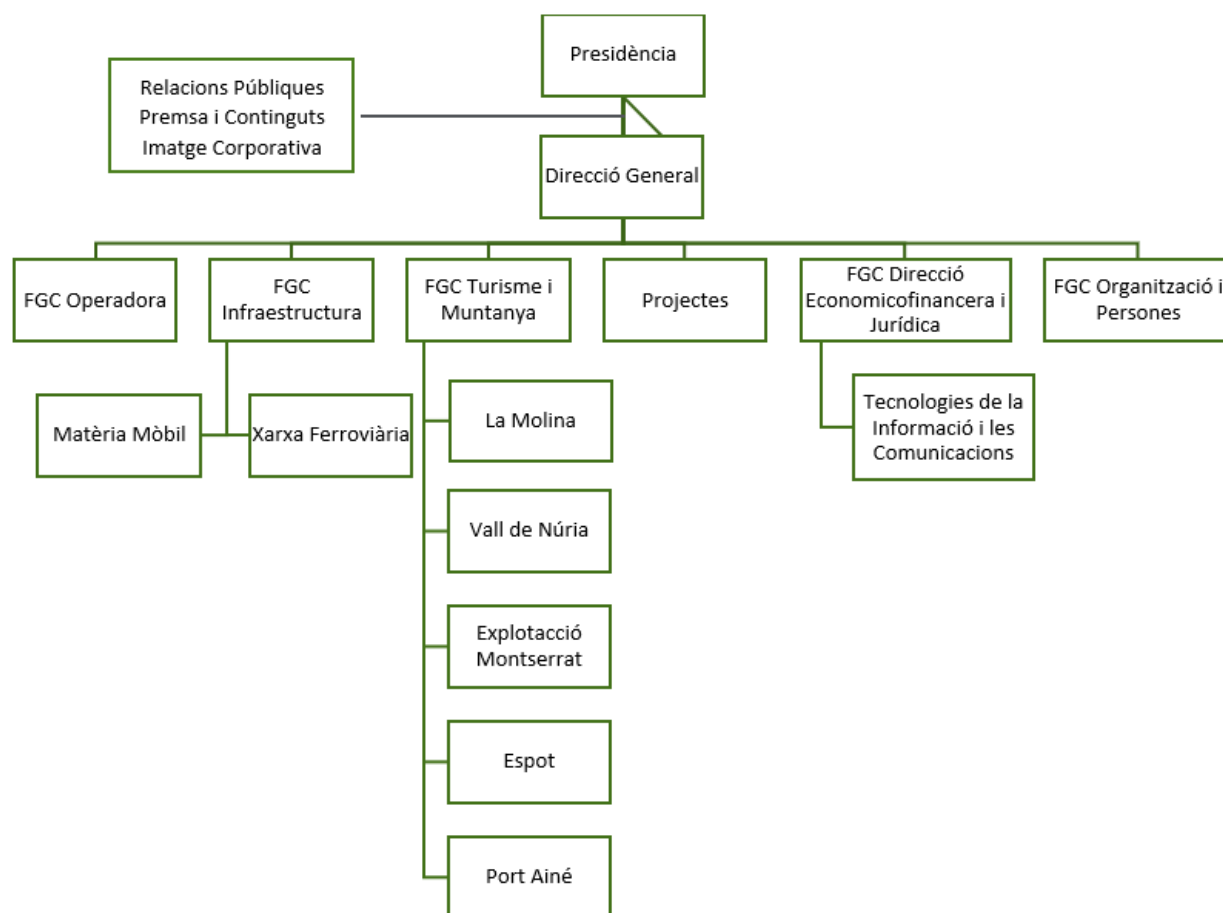 Presidència
Relacions Públiques
Premsa i Continguts
Imatge Corporativa
Direcció General
FGC Operadora
FGC
Infraestructura
FGC Turisme i
Muntanya
Projectes
FGC Direcció
Economicofinancera i
Jurídica
FGC Organització i
Persones
Matèria Mòbil
Xarxa Ferroviària
La Molina
Tecnologies de la
Informació i les
Comunicacions
Vall de Núria
Explotacció
Montserrat
Espot
Port Ainé